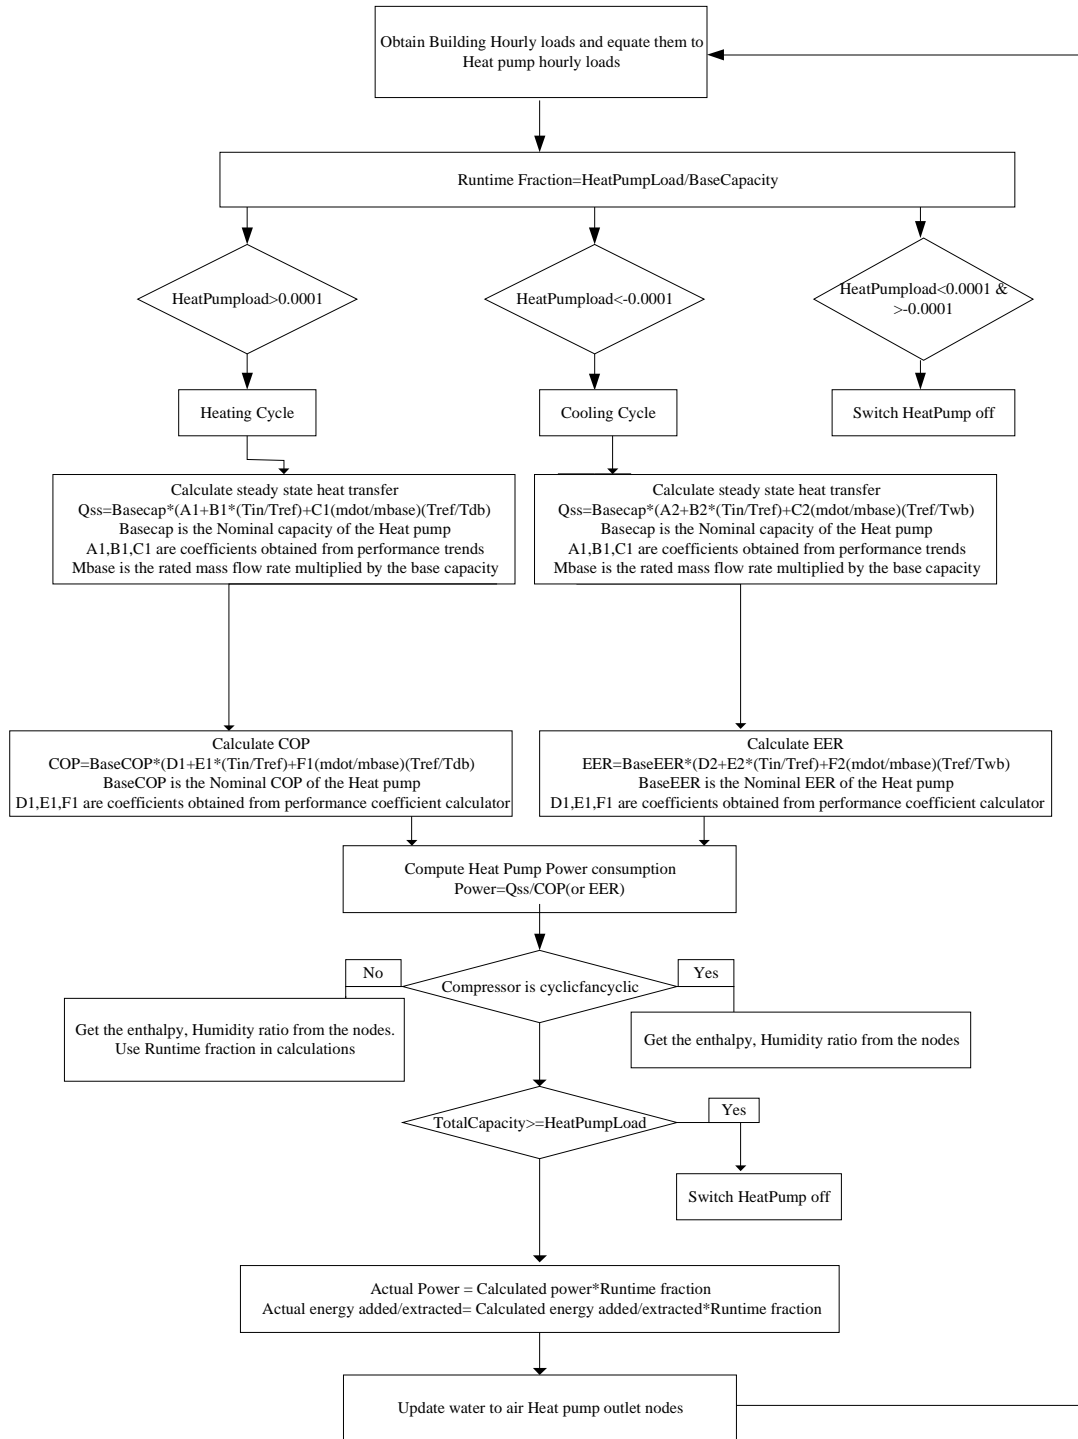 Obtain Building Hourly loads and equate them to
Heat pump hourly loads
Runtime Fraction=HeatPumpLoad/BaseCapacity
HeatPumpload>0.0001
HeatPumpload<-0.0001
HeatPumpload<0.0001 &
>-0.0001
Heating Cycle
Cooling Cycle
Switch HeatPump off
Calculate steady state heat transfer
Qss=Basecap*(A1+B1*(Tin/Tref)+C1(mdot/mbase)(Tref/Tdb)
Basecap is the Nominal capacity of the Heat pump
A1,B1,C1 are coefficients obtained from performance trends
Mbase is the rated mass flow rate multiplied by the base capacity
Calculate steady state heat transfer
Qss=Basecap*(A2+B2*(Tin/Tref)+C2(mdot/mbase)(Tref/Twb)
Basecap is the Nominal capacity of the Heat pump
A1,B1,C1 are coefficients obtained from performance trends
Mbase is the rated mass flow rate multiplied by the base capacity
Calculate COP
COP=BaseCOP*(D1+E1*(Tin/Tref)+F1(mdot/mbase)(Tref/Tdb)
BaseCOP is the Nominal COP of the Heat pump
D1,E1,F1 are coefficients obtained from performance coefficient calculator
Calculate EER
EER=BaseEER*(D2+E2*(Tin/Tref)+F2(mdot/mbase)(Tref/Twb)
BaseEER is the Nominal EER of the Heat pump
D1,E1,F1 are coefficients obtained from performance coefficient calculator
Compute Heat Pump Power consumption
Power=Qss/COP(or EER)
No
Compressor is cyclicfancyclic
Yes
Get the enthalpy, Humidity ratio from the nodes.
Use Runtime fraction in calculations
Get the enthalpy, Humidity ratio from the nodes
TotalCapacity>=HeatPumpLoad
Yes
Switch HeatPump off
Actual Power = Calculated power*Runtime fraction
Actual energy added/extracted= Calculated energy added/extracted*Runtime fraction
Update water to air Heat pump outlet nodes